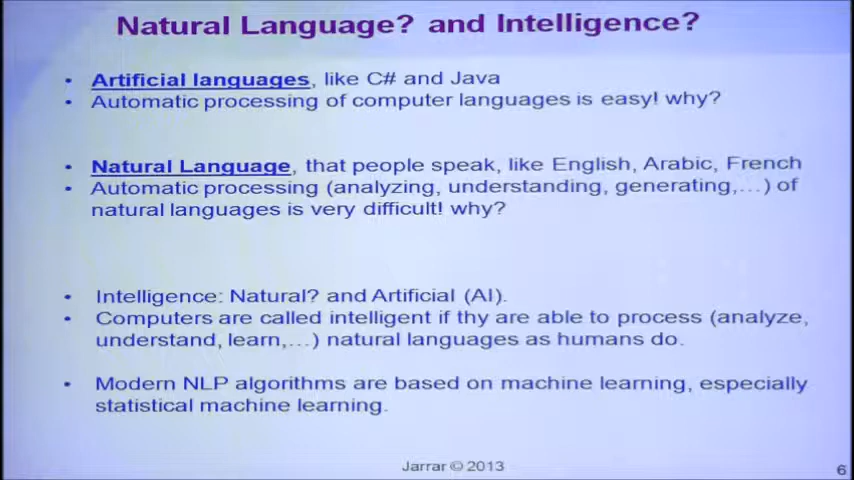 Natural Language? and Intelligence?
• Artificial languages, like C# and Java
• Automatic processing of computer languages is easy! why?
• Natural Language, that people speak, like English, Arabic, French
• Automatic processing (analyzing, understanding, generating,…) of
natural languages is very difficult! why?
• Intelligence: Natural? and Artificial (AI).
• Computers are called intelligent if thy are able to process (analyze,
understand, learn,…) natural languages as humans do.
• Modern NLP algorithms are based on machine learning, especially
statistical machine learning.
Jarrar © 2013
6